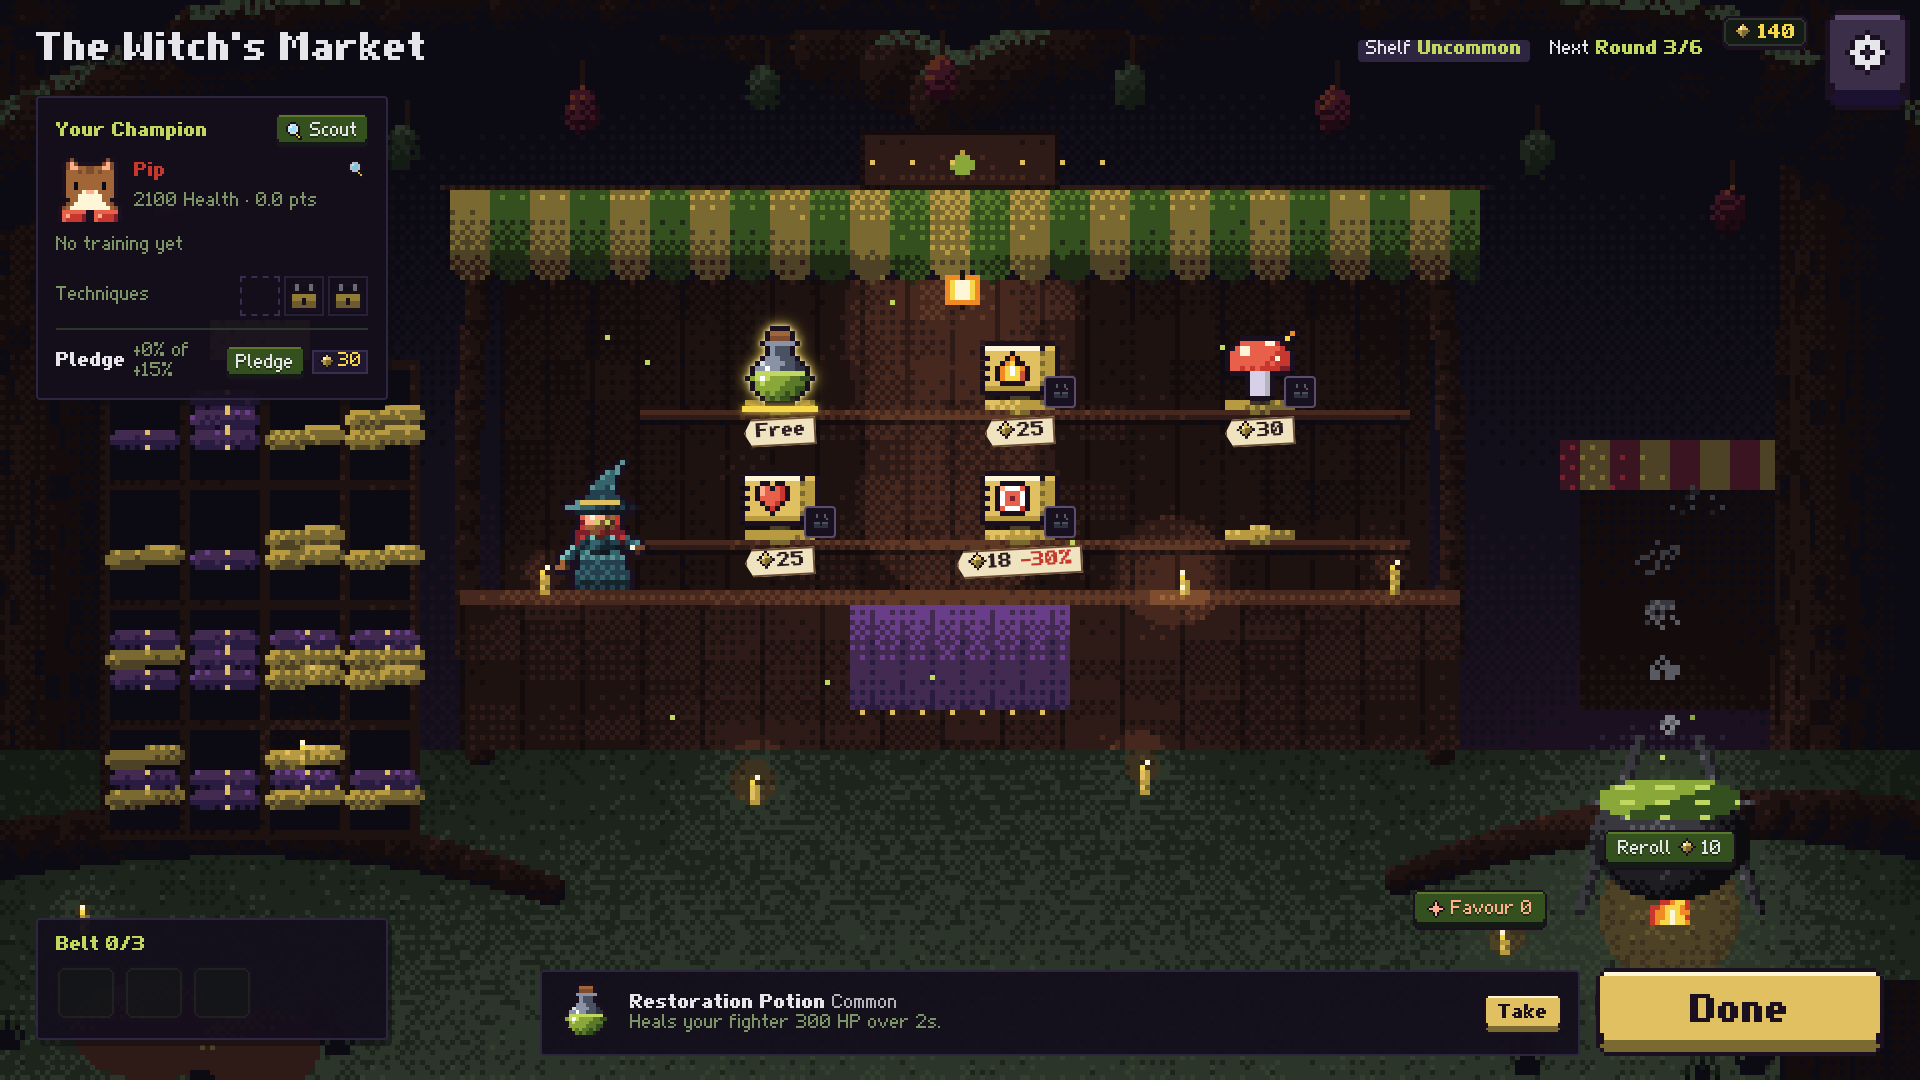 The Witch's Market
Shelf Uncommon
Next Round 3/6
140
Your Champion
Scout
Pip
2100 Health · 0.0 pts
No training yet
Techniques
Pledge
+0% of
+15%
Pledge
30
Free
25
30
25
18 -30%
Reroll 10
Favour 0
Belt 0/3
Restoration Potion Common
Heals your fighter 300 HP over 2s.
Take
Done